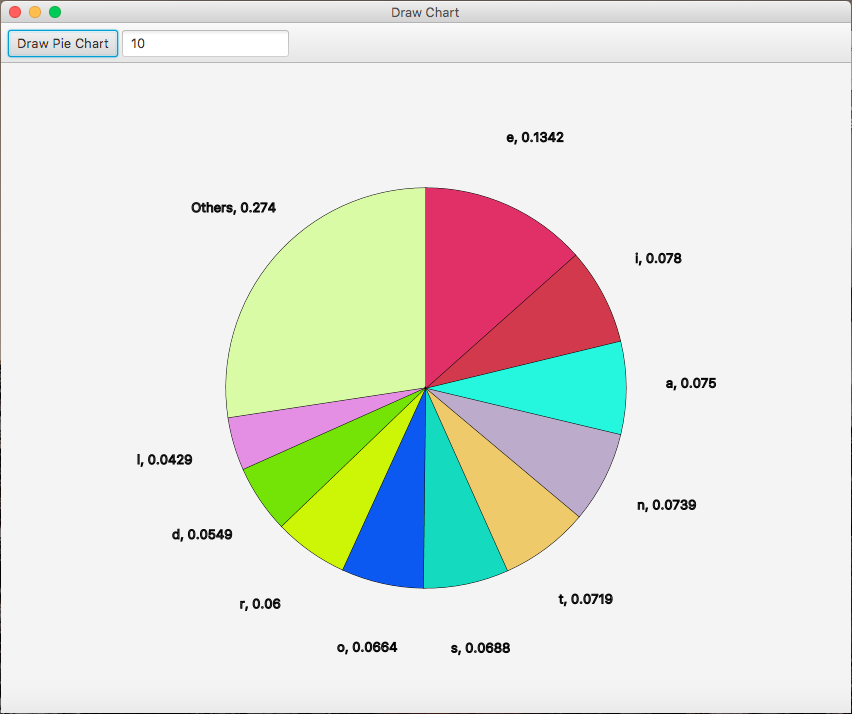 Draw Chart
Draw Pie Chart
10
e, 0.1342
Others, 0.274
i, 0.078
a, 0.075
l, 0.0429
n, 0.0739
d, 0.0549
t, 0.0719
r, 0.06
o, 0.0664
s, 0.0688